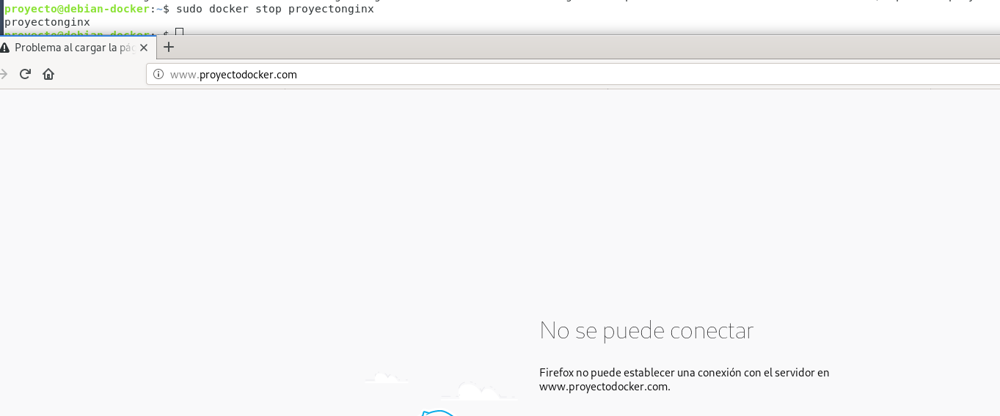 proyecto@debian-docker:~$ sudo docker stop proyectonginx
proyectonginx
proyecto@debian-docker:~$
Problema al cargar la pág
www.proyectodocker.com
No se puede conectar
Firefox no puede establecer una conexión con el servidor en
www.proyectodocker.com.